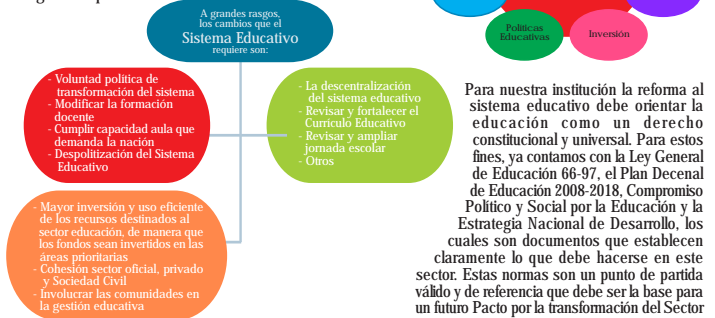 A grandes rasgos,
los cambios que el
Sistema Educativo
requiere son:
- Voluntad política de
transformación del sistema
- Modificar la formación
docente
- Cumplir capacidad aula que
demanda la nación
- Despolitización del Sistema
Educativo
- La descentralización
del sistema educativo
- Revisar y fortalecer el
Curriculo Educativo
- Revisar y ampliar
jornada escolar
- Otros
- Mayor inversión y uso eficiente
de los recursos destinados al
sector educación, de manera que
los fondos sean invertidos en las
áreas prioritarias
- Cohesión sector oficial, privado
y Sociedad Civil
- Involucrar las comunidades en
la gestión educativa
Políticas
Educativas
Inversión
Para nuestra institución la reforma al
sistema educativo debe orientar la
educación como un derecho
constitucional y universal. Para estos
fines, ya contamos con la Ley General
de Educación 66-97, el Plan Decenal
de Educación 2008-2018, Compromiso
Político y Social por la Educación y la
Estrategia Nacional de Desarrollo, los
cuales son documentos que establecen
claramente lo que debe hacerse en este
sector. Estas normas son un punto de partida
válido y de referencia que debe ser la base para
un futuro Pacto por la transformación del Sector